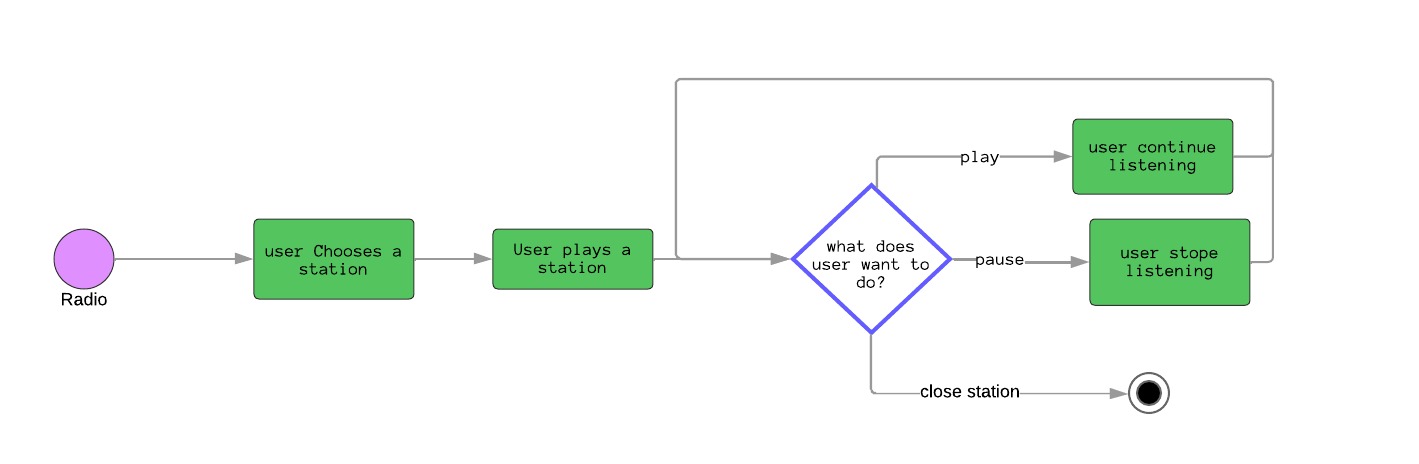 Radio
user Chooses a
station
User plays a
station
what does
user want to
do?
play
user continue
listening
pause
user stope
listening
close station